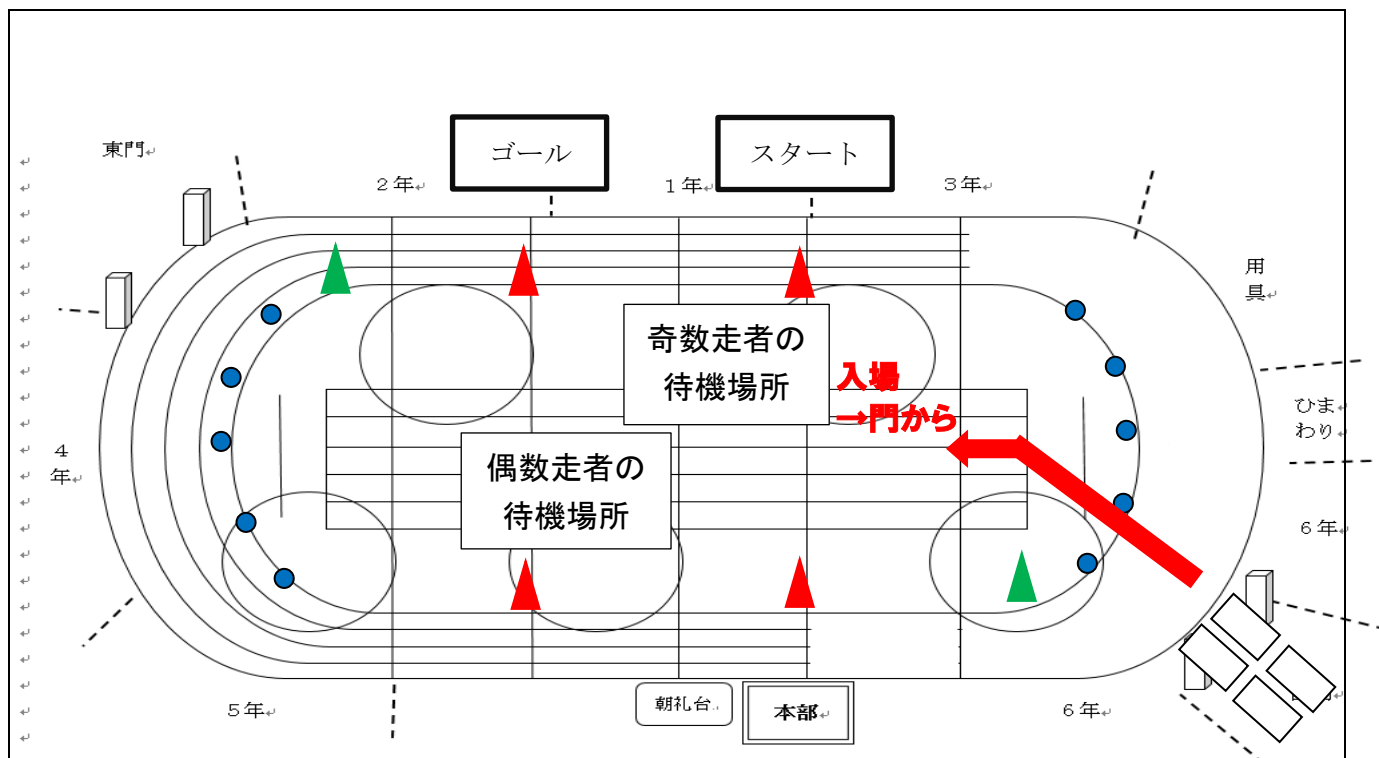 東門
ゴール
スタート
2年
1年
3年
用
具
奇数走者の
待機場所
入場
→門から
ひま
わり
偶数走者の
待機場所
4
年
6年
5年
朝礼台
本部
6年